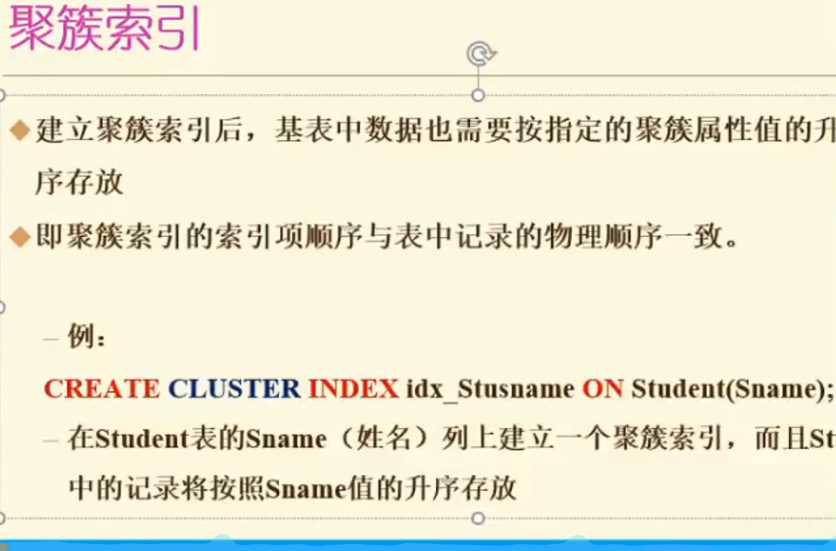 聚簇索引
建立聚簇索引后，基表中数据也需要按指定的聚簇属性值的升
序存放
即聚簇索引的索引项顺序与表中记录的物理顺序一致。
– 例：
CREATE CLUSTER INDEX idx_Stusname ON Student(Sname);
– 在Student表的Sname（姓名）列上建立一个聚簇索引，而且St
中的记录将按照Sname值的升序存放